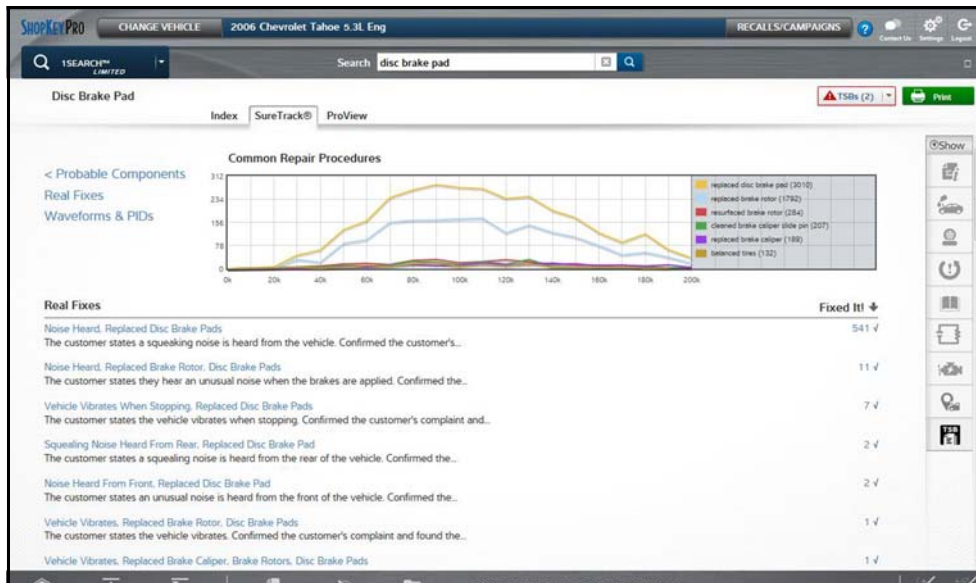 SHOPKEYPRO CHANGE VEHICLE 2006 Chevrolet Tahoe 5.3L Eng RECALLS/CAMPAIGNS ? Contact Us Settings Logout
1SEARCH™ LIMITED Search disc brake pad
Disc Brake Pad TSBs (2) Print
Index SureTrack® ProView
Show
Common Repair Procedures
< Probable Components
Real Fixes
Waveforms & PIDs
312
234
156
78
0
0k 20k 40k 60k 80k 100k 120k 140k 160k 180k 200k
replaced disc brake pad (3010)
replaced brake rotor (1792)
resurfaced brake rotor (284)
cleaned brake caliper slide pin (207)
replaced brake caliper (189)
balanced tires (132)
Real Fixes Fixed It!
Noise Heard, Replaced Disc Brake Pads 541 √
The customer states a squeaking noise is heard from the vehicle. Confirmed the customer's...
Noise Heard, Replaced Brake Rotor, Disc Brake Pads 11 √
The customer states they hear an unusual noise when the brakes are applied. Confirmed the...
Vehicle Vibrates When Stopping, Replaced Disc Brake Pads 7 √
The customer states the vehicle vibrates when stopping. Confirmed the customer's complaint and...
Squealing Noise Heard From Rear, Replaced Disc Brake Pad 2 √
The customer states a squealing noise is heard from the rear of the vehicle. Confirmed the...
Noise Heard From Front, Replaced Disc Brake Pad 2 √
The customer states an unusual noise is heard from the front of the vehicle. Confirmed the...
Vehicle Vibrates, Replaced Brake Rotor, Disc Brake Pads 1 √
The customer states the vehicle vibrates. Confirmed the customer's complaint and found the...
Vehicle Vibrates, Replaced Brake Caliper, Brake Rotors, Disc Brake Pads 1 √
TSB